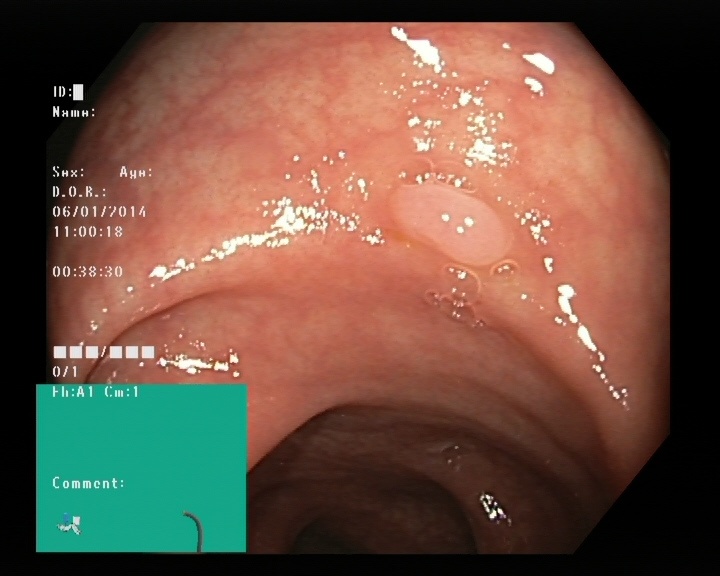 ID:
Name:
Sex: Age:
D.O.R.:
06/01/2014
11:00:18
00:38:30
■■■/■■■
0/1
Eh:A1 Cm:1
Comment: